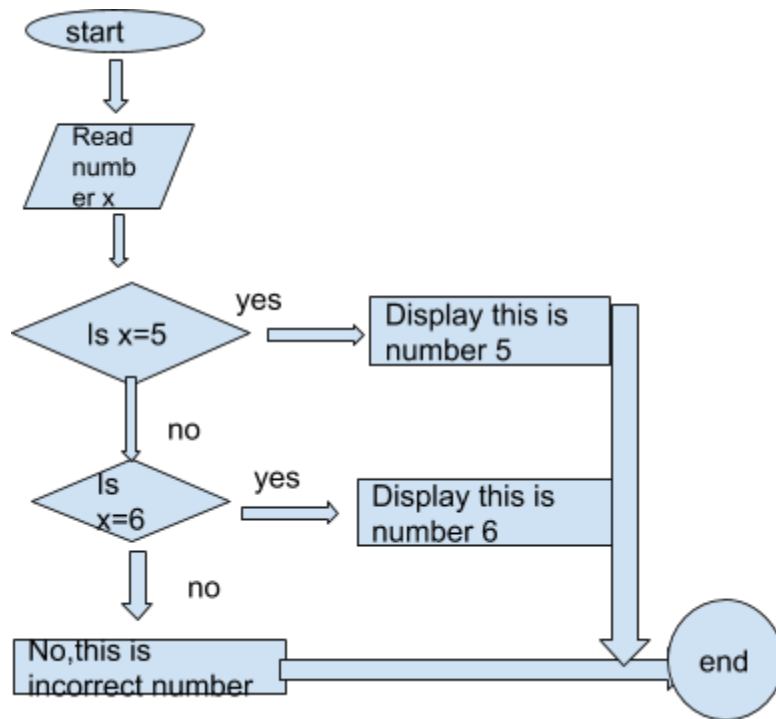 start
Read
numb
er x
Is x=5
yes
Display this is
number 5
no
Is
x=6
yes
Display this is
number 6
no
No,this is
incorrect number
end